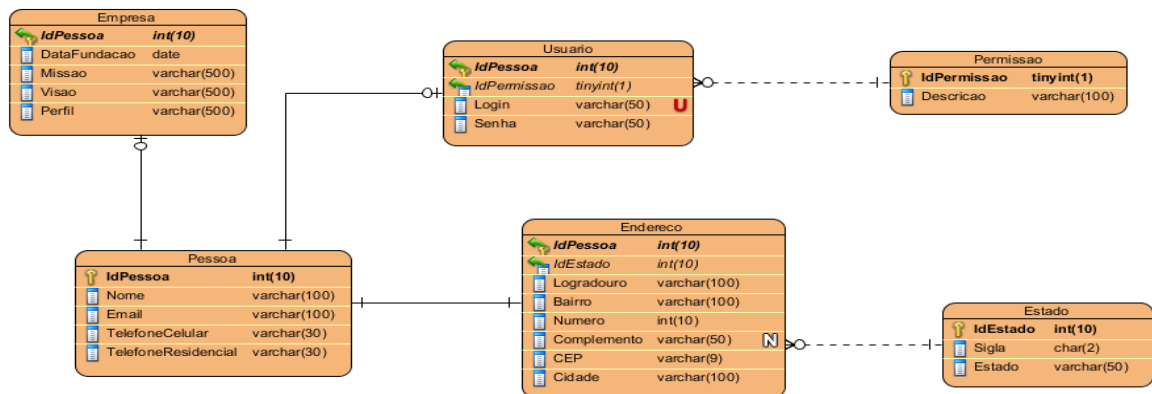 Empresa
IdPessoa int(10)
DataFundacao date
Missao varchar(500)
Visao varchar(500)
Perfil varchar(500)
Usuario
IdPessoa int(10)
IdPermissao tinyint(1)
Login varchar(50) U
Senha varchar(50)
Permissao
IdPermissao tinyint(1)
Descricao varchar(100)
Pessoa
IdPessoa int(10)
Nome varchar(100)
Email varchar(100)
TelefoneCelular varchar(30)
TelefoneResidencial varchar(30)
Endereco
IdPessoa int(10)
IdEstado int(10)
Logradouro varchar(100)
Bairro varchar(100)
Numero int(10)
Complemento varchar(50) N
CEP varchar(9)
Cidade varchar(100)
Estado
IdEstado int(10)
Sigla char(2)
Estado varchar(50)